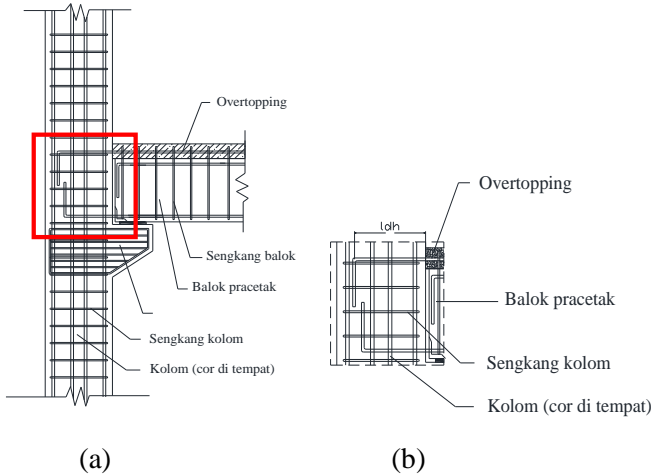 Overtopping
Sengkang balok
Balok pracetak
Sengkang kolom
Kolom (cor di tempat)
(a)
ldh
Overtopping
Balok pracetak
Sengkang kolom
Kolom (cor di tempat)
(b)